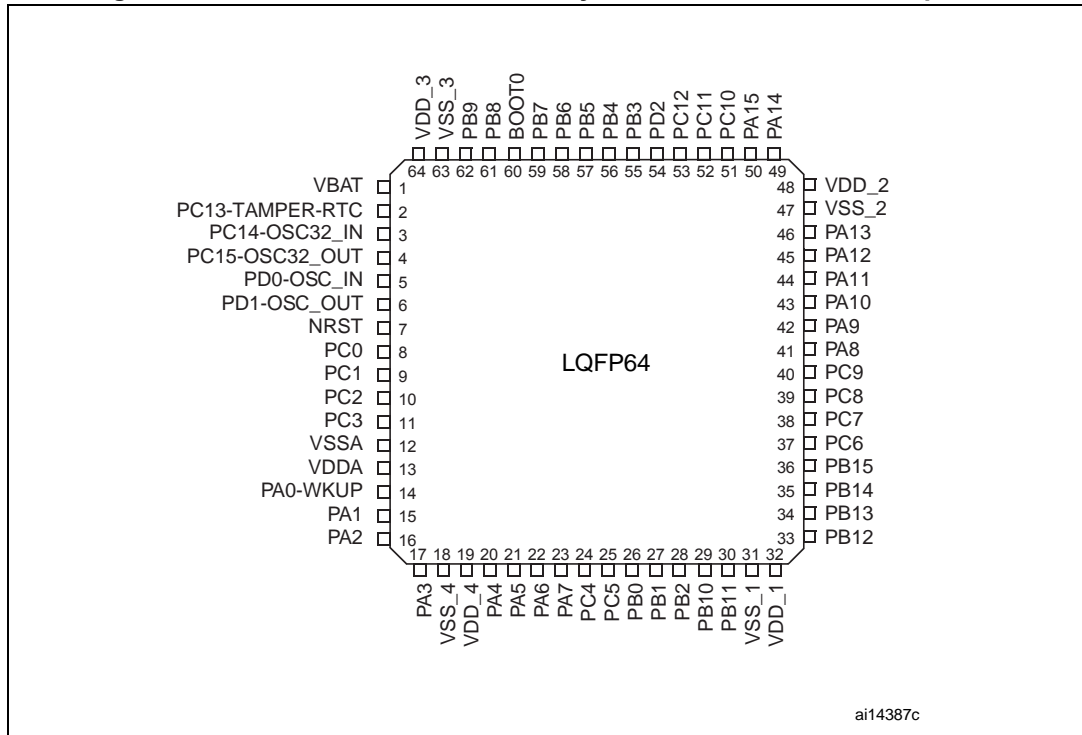 VDD_3
VSS_3
PB9
PB8
BOOT0
PB7
PB6
PB5
PB4
PB3
PD2
PC12
PC11
PC10
PA15
PA14
64 63 62 61 60 59 58 57 56 55 54 53 52 51 50 49
VBAT 1
PC13-TAMPER-RTC 2
PC14-OSC32_IN 3
PC15-OSC32_OUT 4
PD0-OSC_IN 5
PD1-OSC_OUT 6
NRST 7
PC0 8
PC1 9
PC2 10
PC3 11
VSSA 12
VDDA 13
PA0-WKUP 14
PA1 15
PA2 16
LQFP64
48 VDD_2
47 VSS_2
46 PA13
45 PA12
44 PA11
43 PA10
42 PA9
41 PA8
40 PC9
39 PC8
38 PC7
37 PC6
36 PB15
35 PB14
34 PB13
33 PB12
17 18 19 20 21 22 23 24 25 26 27 28 29 30 31 32
PA3
VSS_4
VDD_4
PA4
PA5
PA6
PA7
PC4
PC5
PB0
PB1
PB2
PB10
PB11
VSS_1
VDD_1
ai14387c